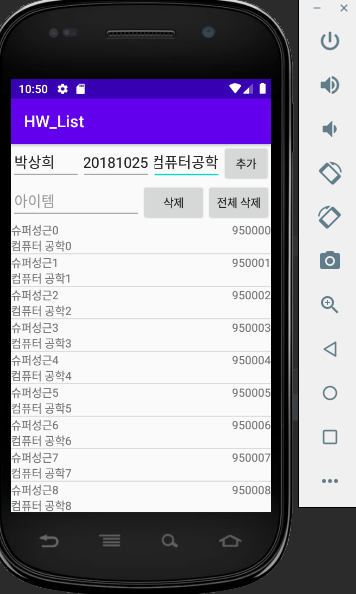 10:50
HW_List
박상희 20181025 컴퓨터공학 추가
아이템 삭제 전체 삭제
슈퍼성근0 950000
컴퓨터 공학0
슈퍼성근1 950001
컴퓨터 공학1
슈퍼성근2 950002
컴퓨터 공학2
슈퍼성근3 950003
컴퓨터 공학3
슈퍼성근4 950004
컴퓨터 공학4
슈퍼성근5 950005
컴퓨터 공학5
슈퍼성근6 950006
컴퓨터 공학6
슈퍼성근7 950007
컴퓨터 공학7
슈퍼성근8 950008
컴퓨터 공학8